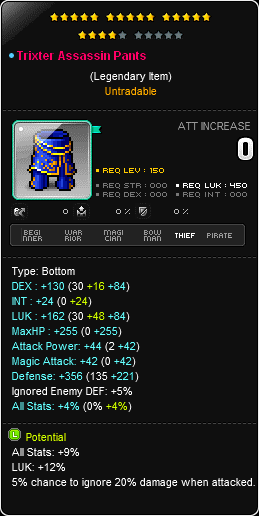 Trixter Assassin Pants
(Legendary Item)
Untradable
ATT INCREASE
0
REQ LEV : 150
REQ STR : 000 REQ LUK : 450
REQ DEX : 000 REQ INT : 000
0 0 % 0 %
BEGINNER WARRIOR MAGICIAN BOWMAN THIEF PIRATE
Type: Bottom
DEX : +130 (30 +16 +84)
INT : +24 (0 +24)
LUK : +162 (30 +48 +84)
MaxHP : +255 (0 +255)
Attack Power: +44 (2 +42)
Magic Attack: +42 (0 +42)
Defense: +356 (135 +221)
Ignored Enemy DEF: +5%
All Stats: +4% (0% +4%)
L Potential
All Stats: +9%
LUK: +12%
5% chance to ignore 20% damage when attacked.